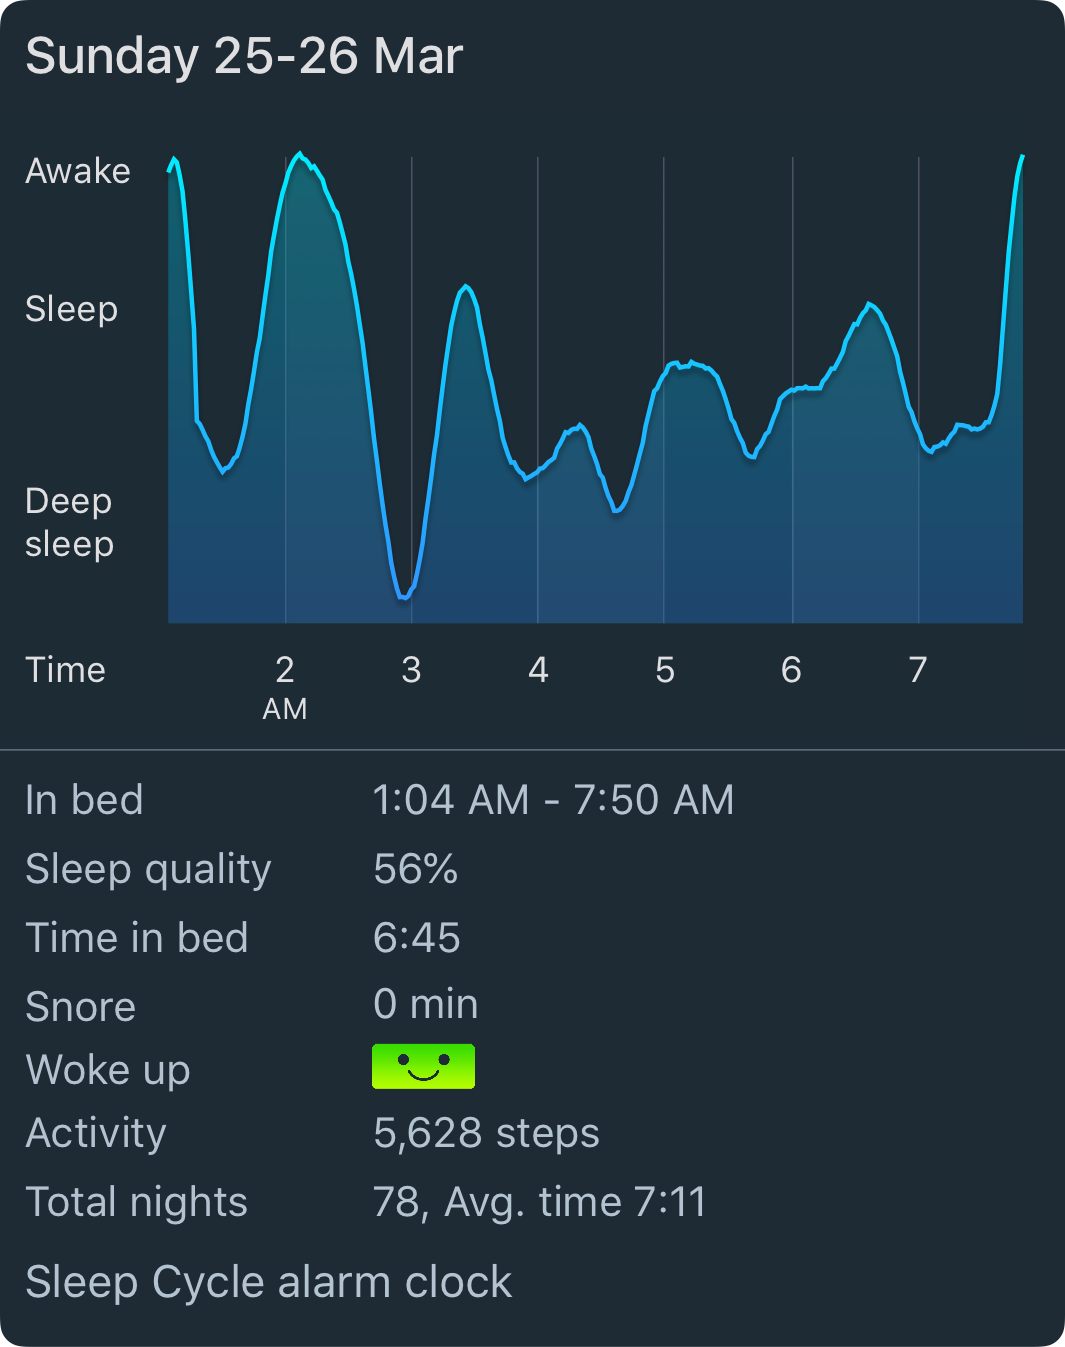 Sunday 25-26 Mar
Awake
Sleep
Deep
sleep
Time 2 3 4 5 6 7
AM
In bed 1:04 AM - 7:50 AM
Sleep quality 56%
Time in bed 6:45
Snore 0 min
Woke up
Activity 5,628 steps
Total nights 78, Avg. time 7:11
Sleep Cycle alarm clock